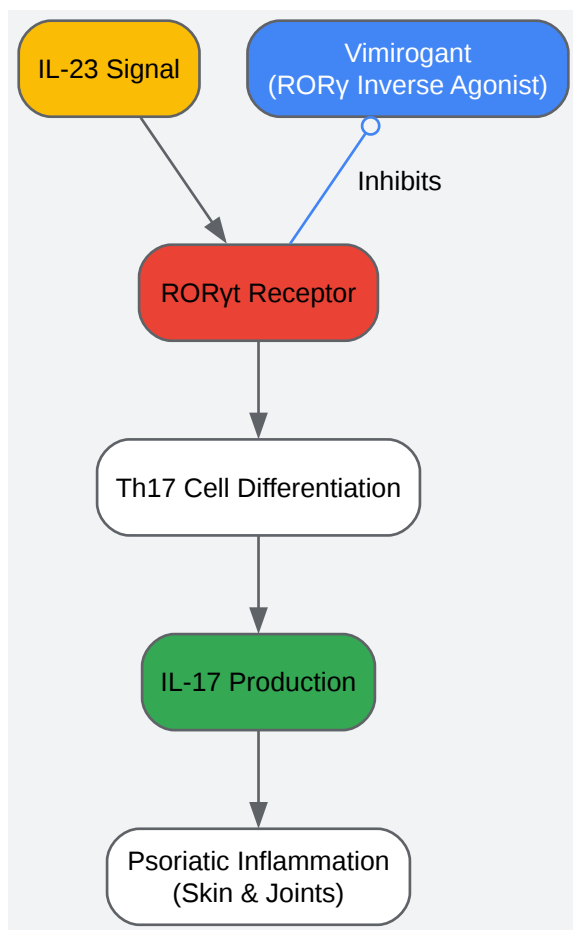 IL-23 Signal
Vimirogant
(RORγ Inverse Agonist)
Inhibits
RORγt Receptor
Th17 Cell Differentiation
IL-17 Production
Psoriatic Inflammation
(Skin & Joints)